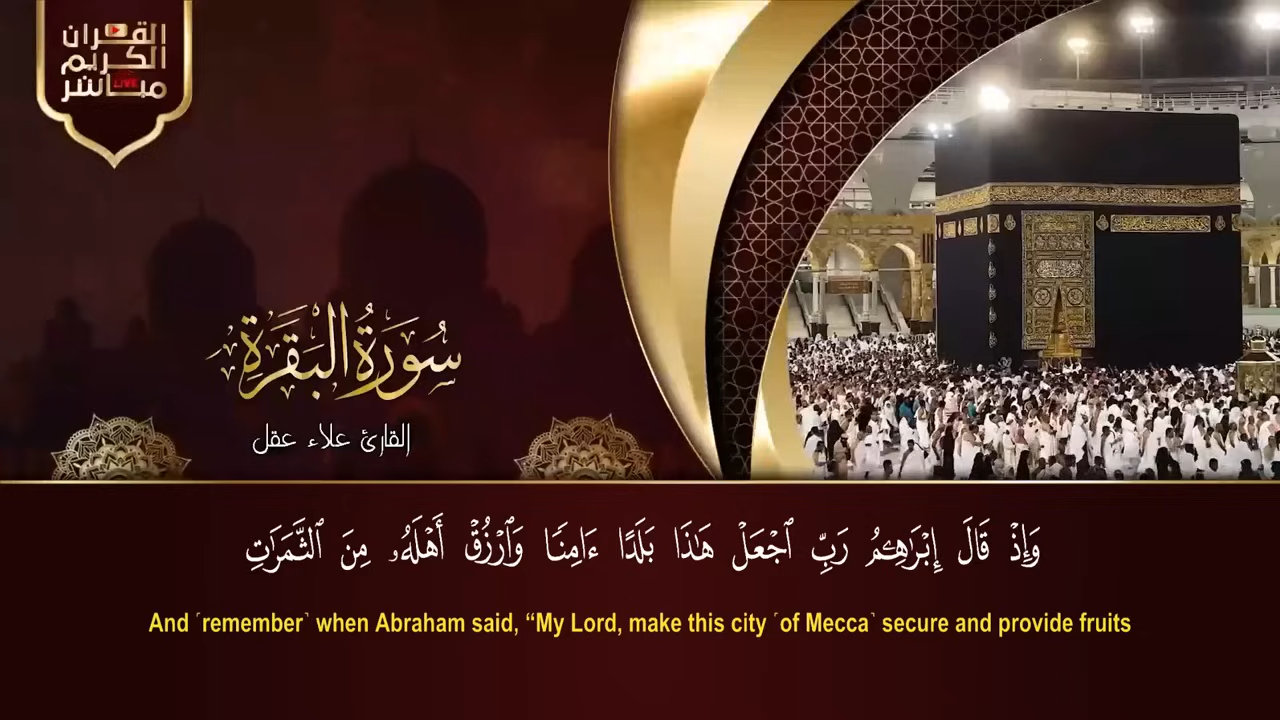 القرآن
الكريم
LIVE
مباشر
سُورَةُ البَقَرَةِ
القارئ علاء عقل
وَإِذْ قَالَ إِبْرَٰهِـۧمُ رَبِّ ٱجْعَلْ هَـٰذَا بَلَدًا ءَامِنًا وَٱرْزُقْ أَهْلَهُۥ مِنَ ٱلثَّمَرَٰتِ
And ˹remember˺ when Abraham said, “My Lord, make this city ˹of Mecca˺ secure and provide fruits